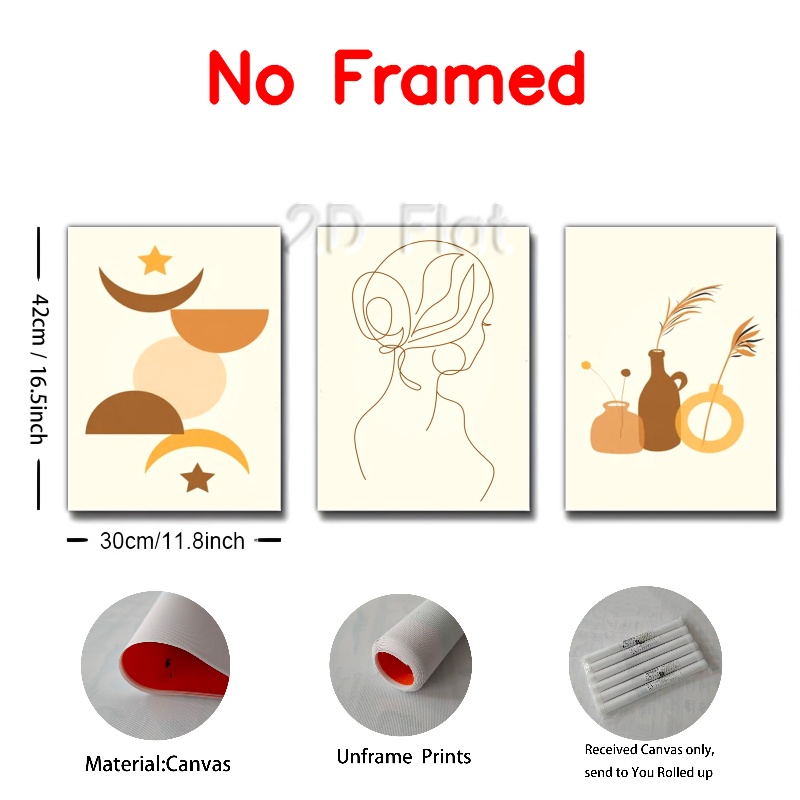 No Framed
2D Flat
42cm / 16.5inch
30cm/11.8inch
Material:Canvas
Unframe Prints
Received Canvas only,
send to You Rolled up